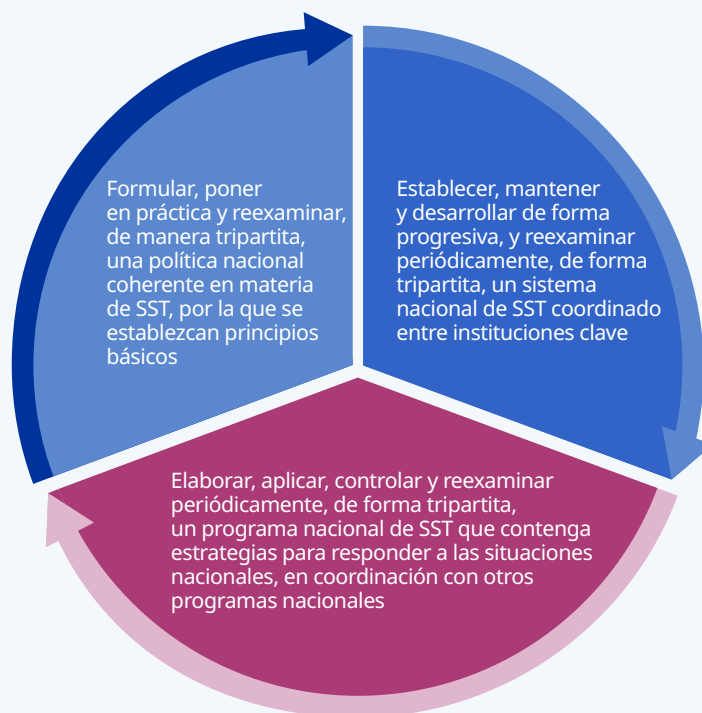 Formular, poner
en práctica y reexaminar,
de manera tripartita,
una política nacional
coherente en materia
de SST, por la que se
establezcan principios
básicos
Establecer, mantener
y desarrollar de forma
progresiva, y reexaminar
periódicamente, de forma
tripartita, un sistema
nacional de SST coordinado
entre instituciones clave
Elaborar, aplicar, controlar y reexaminar
periódicamente, de forma tripartita,
un programa nacional de SST que contenga
estrategias para responder a las situaciones
nacionales, en coordinación con otros
programas nacionales